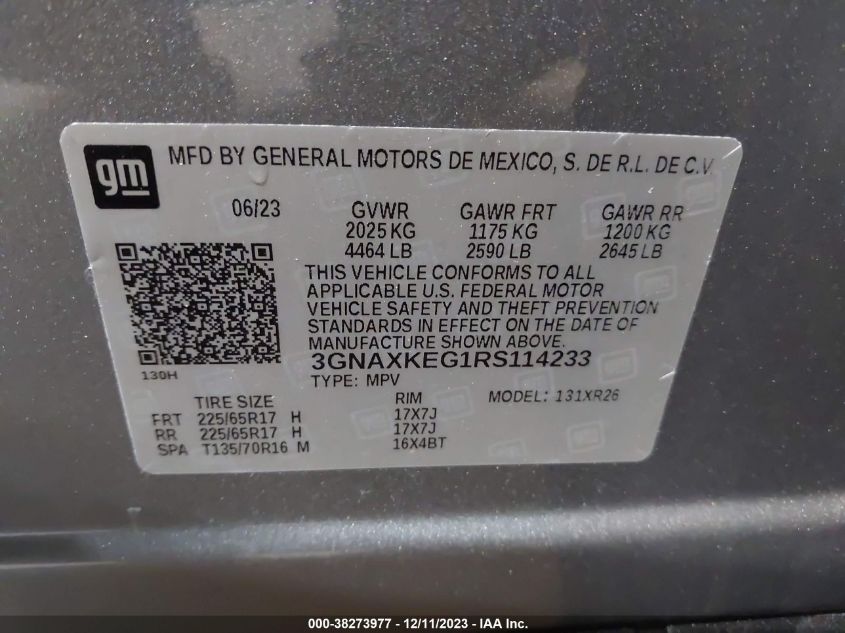 gm
MFD BY GENERAL MOTORS DE MEXICO, S. DE R.L. DE C.V
06/23 GVWR GAWR FRT GAWR RR
2025 KG 1175 KG 1200 KG
4464 LB 2590 LB 2645 LB
THIS VEHICLE CONFORMS TO ALL
APPLICABLE U.S. FEDERAL MOTOR
VEHICLE SAFETY AND THEFT PREVENTION
STANDARDS IN EFFECT ON THE DATE OF
MANUFACTURE SHOWN ABOVE.
3GNAXKEG1RS114233
130H
TYPE: MPV
TIRE SIZE RIM MODEL: 131XR26
FRT 225/65R17 H 17X7J
RR 225/65R17 H 17X7J
SPA T135/70R16 M 16X4BT
000-38273977 - 12/11/2023 - IAA Inc.